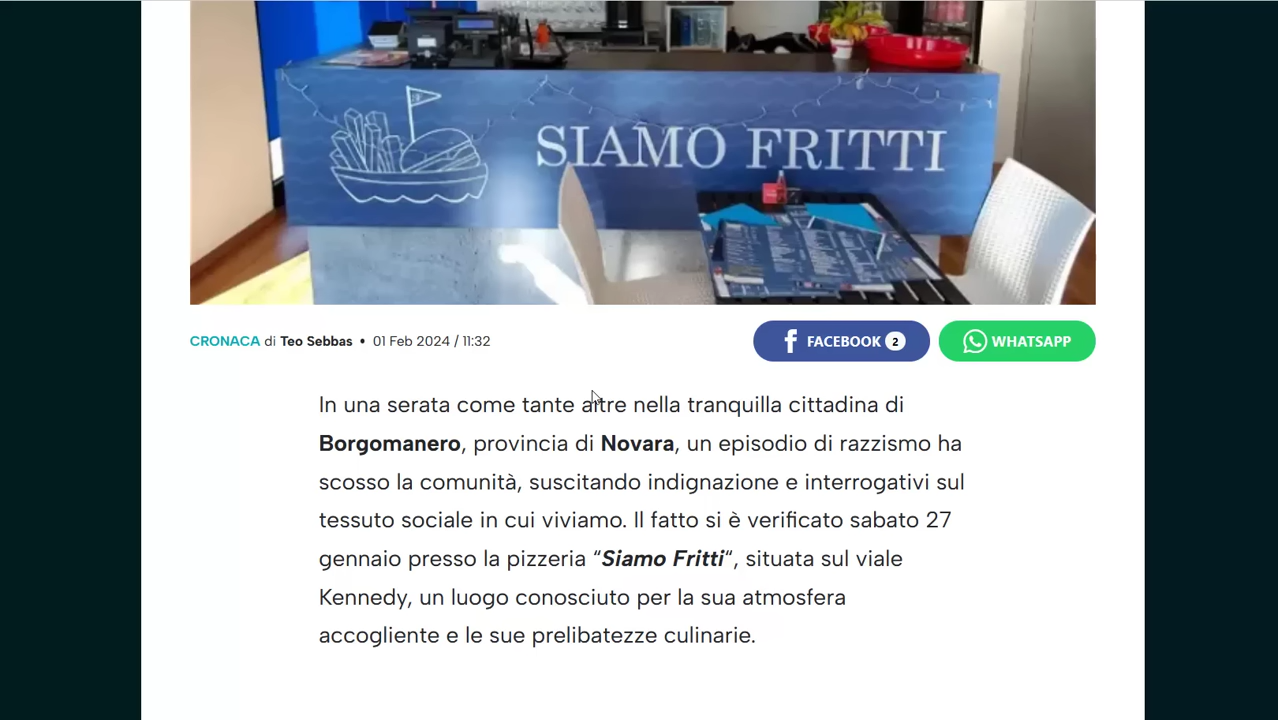 SIAMO FRITTI
CRONACA di Teo Sebbas • 01 Feb 2024 / 11:32
FACEBOOK 2
WHATSAPP
In una serata come tante altre nella tranquilla cittadina di
Borgomanero, provincia di Novara, un episodio di razzismo ha
scosso la comunità, suscitando indignazione e interrogativi sul
tessuto sociale in cui viviamo. Il fatto si è verificato sabato 27
gennaio presso la pizzeria “Siamo Fritti“, situata sul viale
Kennedy, un luogo conosciuto per la sua atmosfera
accogliente e le sue prelibatezze culinarie.